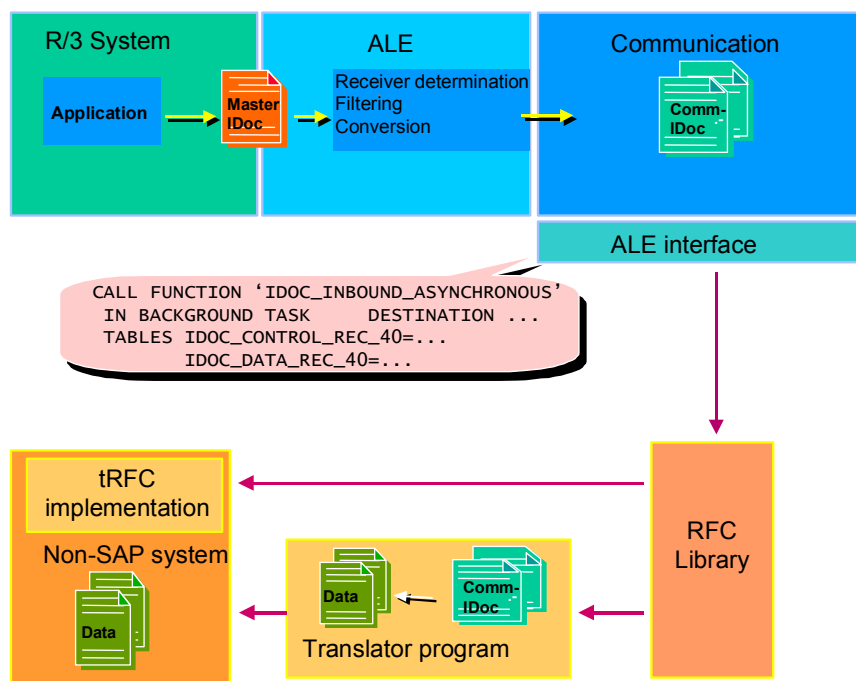 R/3 System
Application
Master
IDoc
ALE
Receiver determination
Filtering
Conversion
Communication
Comm-
IDoc
ALE interface
CALL FUNCTION ‘IDOC_INBOUND_ASYNCHRONOUS’
IN BACKGROUND TASK DESTINATION ...
TABLES IDOC_CONTROL_REC_40=...
IDOC_DATA_REC_40=...
tRFC
implementation
Non-SAP system
Data
Data
Comm-
IDoc
Translator program
RFC
Library